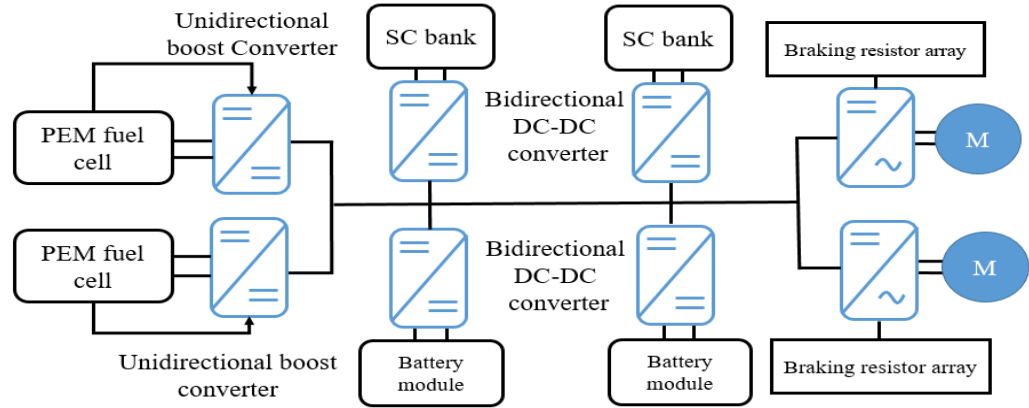 Unidirectional
boost Converter
SC bank
SC bank
Braking resistor array
PEM fuel
cell
Bidirectional
DC-DC
converter
M
PEM fuel
cell
Bidirectional
DC-DC
converter
M
Unidirectional boost
converter
Battery
module
Battery
module
Braking resistor array